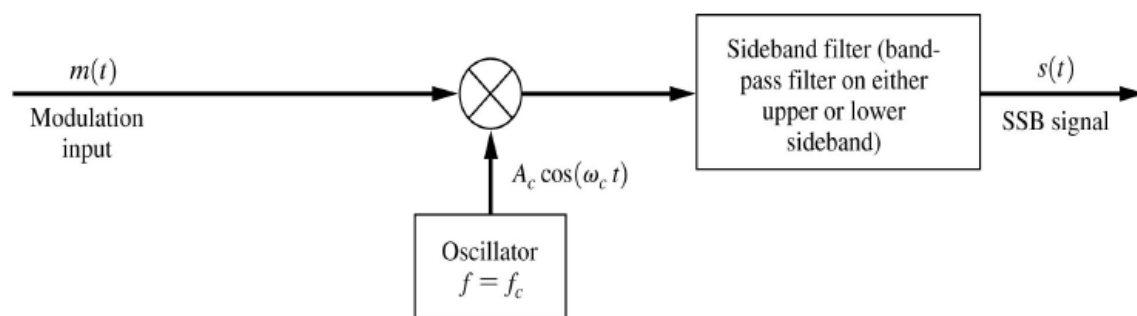 m(t)
Modulation
input
A_c cos(ω_c t)
Oscillator
f = f_c
Sideband filter (band-
pass filter on either
upper or lower
sideband)
s(t)
SSB signal